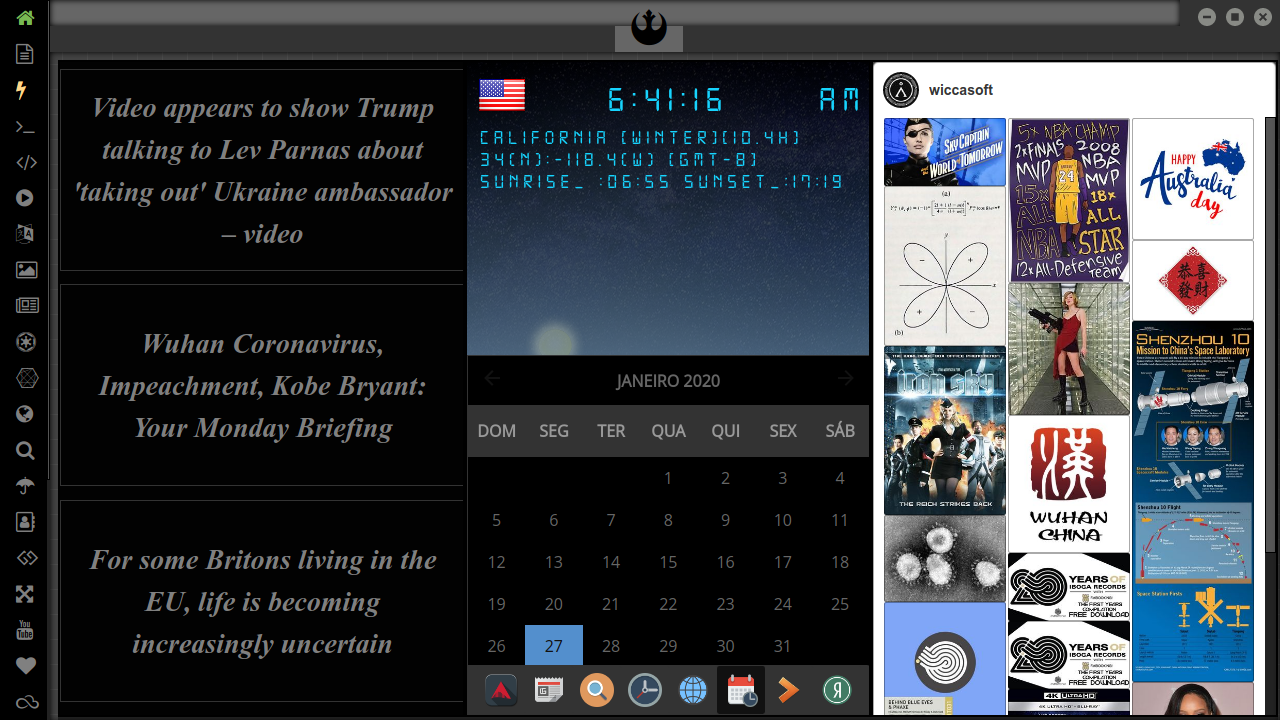 Video appears to show Trump
talking to Lev Parnas about
'taking out' Ukraine ambassador
– video
Wuhan Coronavirus,
Impeachment, Kobe Bryant:
Your Monday Briefing
For some Britons living in the
EU, life is becoming
increasingly uncertain
6:41:16 AM
CALIFORNIA [WINTER](10.4H)
34(N):-118.4(W) [GMT-8]
SUNRISE_ :06:55 SUNSET_:17:19
JANEIRO 2020
DOM SEG TER QUA QUI SEX SÁB
1 2 3 4
5 6 7 8 9 10 11
12 13 14 15 16 17 18
19 20 21 22 23 24 25
26 27 28 29 30 31
You
Tube
Я
wiccasoft
SKY CAPTAIN
AND THE
WORLD OF TOMORROW
(a)
y
x
(b)
IRON SKY
THE REICH STRIKES BACK
BEHIND BLUE EYES
& PHAXE
5x NBA CHAMP
2x FINALS MVP
2008 NBA MVP
24
15x ALL NBA
18x ALL STAR
12x All-Defensive
Team
WUHAN
CHINA
YEARS OF
IBOGA RECORDS
THE FIRST YEARS
COMPILATION
FREE DOWNLOAD
YEARS OF
IBOGA RECORDS
THE FIRST YEARS
COMPILATION
FREE DOWNLOAD
4K ULTRA HD
HAPPY
Australia
day
恭喜
發財
SHENZHOU 10
Mission to China's Space Laboratory
Shenzhou 10 Flight
Space Station Firsts